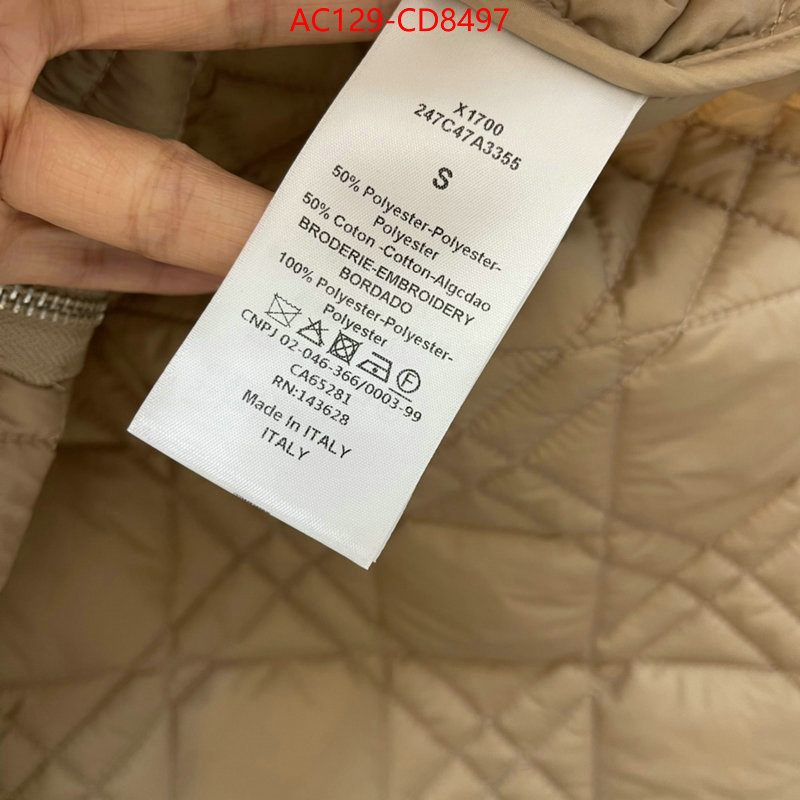 AC129-CD8497
X1700
247C47A3355
S
50% Polyester-Polyester-
Polyester
50% Coton -Cotton-Algcdao
BRODERIE-EMBROIDERY
BORDADO
100% Polyester-Polyester-
Polyester
CNPJ 02-046-366/0003-99
CA65281
RN:143628
Made In ITALY
ITALY